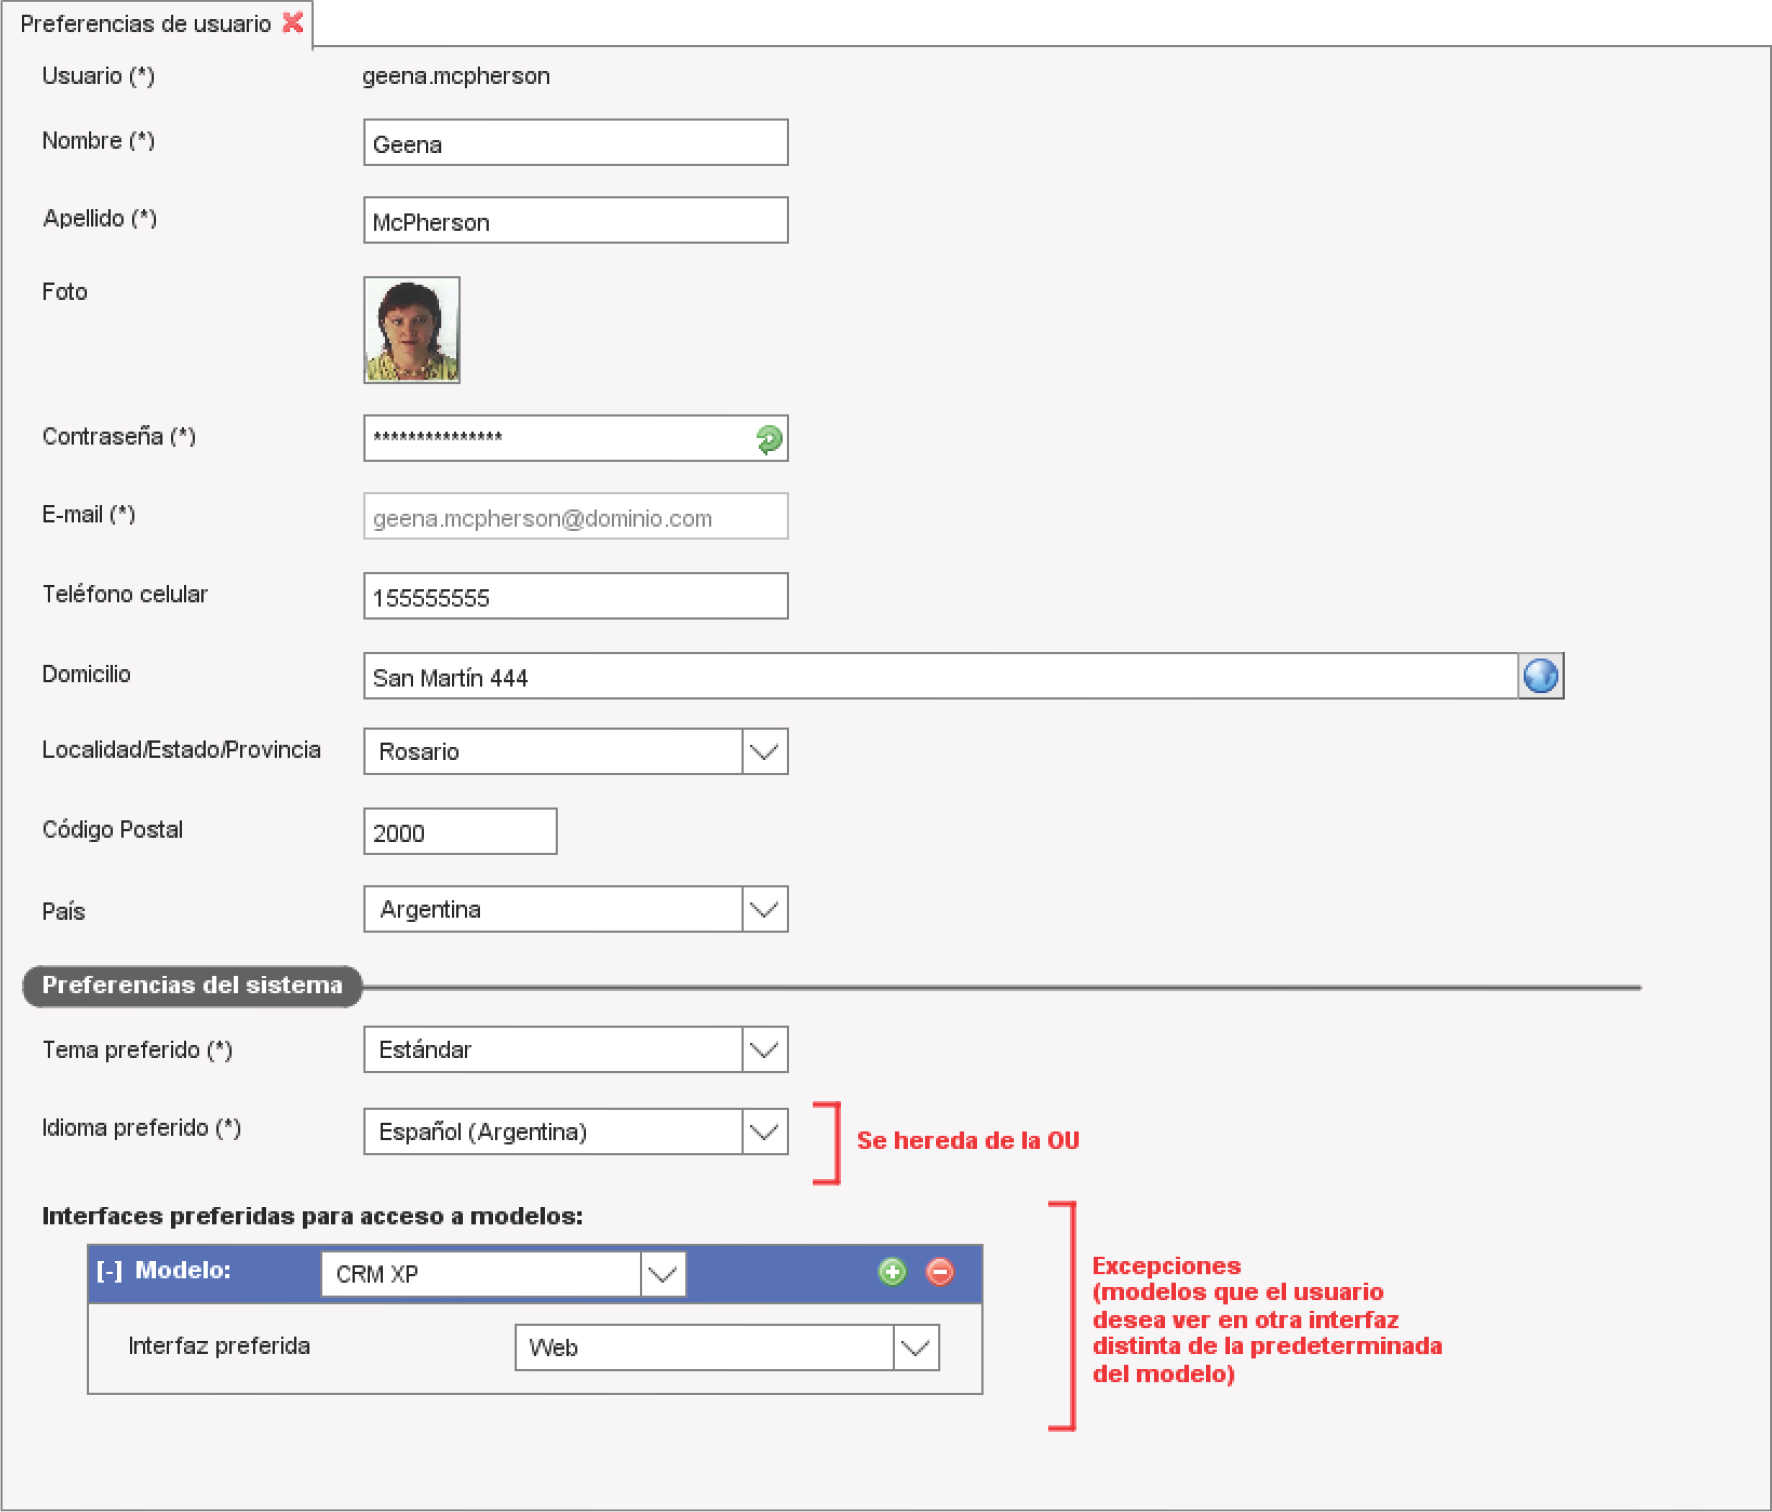 Preferencias de usuario
Usuario (*) geena.mcpherson
Nombre (*) Geena
Apellido (*) McPherson
Foto
Contraseña (*) ***************
E-mail (*) geena.mcpherson@dominio.com
Teléfono celular 155555555
Domicilio San Martín 444
Localidad/Estado/Provincia Rosario
Código Postal 2000
País Argentina
Preferencias del sistema
Tema preferido (*) Estándar
Idioma preferido (*) Español (Argentina)
Se hereda de la OU
Interfaces preferidas para acceso a modelos:
[-] Modelo: CRM XP
Interfaz preferida Web
Excepciones
(modelos que el usuario
desea ver en otra interfaz
distinta de la predeterminada
del modelo)